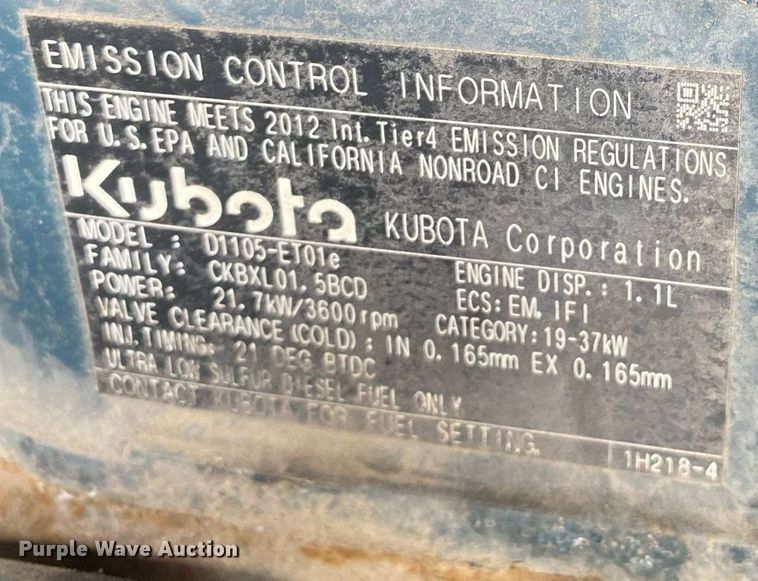 EMISSION CONTROL INFORMATION
THIS ENGINE MEETS 2012 Int. Tier4 EMISSION REGULATIONS
FOR U.S. EPA AND CALIFORNIA NONROAD CI ENGINES.
Kubota KUBOTA Corporation
MODEL : D1105-ET01e ENGINE DISP.: 1.1L
FAMILY: CKBXL01.5BCD ECS: EM, IFI
POWER: 21.7kW/3600rpm CATEGORY: 19-37kW
VALVE CLEARANCE (COLD): IN 0.165mm EX 0.165mm
INJ. TIMING: 21 DEG BTDC
ULTRA LOW SULFUR DIESEL FUEL ONLY
CONTACT KUBOTA FOR FUEL SETTING.
1H218-4
Purple Wave Auction